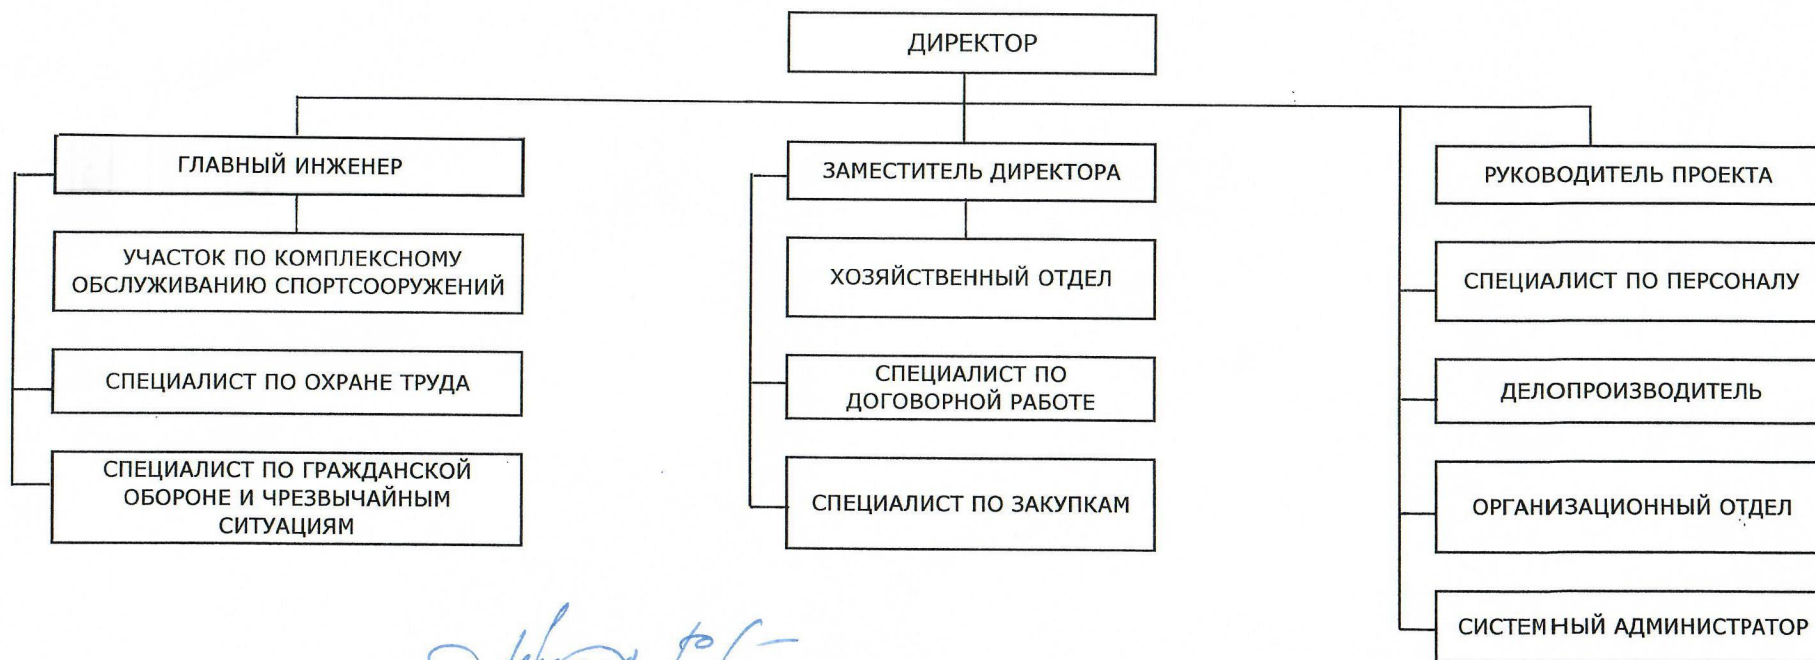 ДИРЕКТОР
ГЛАВНЫЙ ИНЖЕНЕР
УЧАСТОК ПО КОМПЛЕКСНОМУ
ОБСЛУЖИВАНИЮ СПОРТСООРУЖЕНИЙ
СПЕЦИАЛИСТ ПО ОХРАНЕ ТРУДА
СПЕЦИАЛИСТ ПО ГРАЖДАНСКОЙ
ОБОРОНЕ И ЧРЕЗВЫЧАЙНЫМ
СИТУАЦИЯМ
ЗАМЕСТИТЕЛЬ ДИРЕКТОРА
ХОЗЯЙСТВЕННЫЙ ОТДЕЛ
СПЕЦИАЛИСТ ПО
ДОГОВОРНОЙ РАБОТЕ
СПЕЦИАЛИСТ ПО ЗАКУПКАМ
РУКОВОДИТЕЛЬ ПРОЕКТА
СПЕЦИАЛИСТ ПО ПЕРСОНАЛУ
ДЕЛОПРОИЗВОДИТЕЛЬ
ОРГАНИЗАЦИОННЫЙ ОТДЕЛ
СИСТЕМНЫЙ АДМИНИСТРАТОР